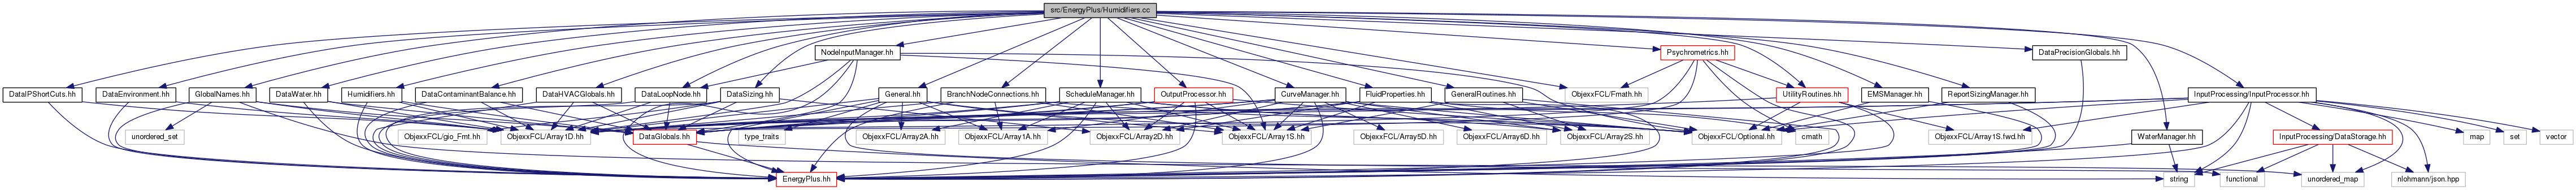 src/EnergyPlus/Humidifiers.cc
NodeInputManager.hh
Psychrometrics.hh
DataPrecisionGlobals.hh
DataIPShortCuts.hh
DataEnvironment.hh
GlobalNames.hh
DataWater.hh
Humidifiers.hh
DataContaminantBalance.hh
DataHVACGlobals.hh
DataLoopNode.hh
DataSizing.hh
General.hh
BranchNodeConnections.hh
ScheduleManager.hh
OutputProcessor.hh
CurveManager.hh
FluidProperties.hh
GeneralRoutines.hh
ObjexxFCL/Fmath.hh
UtilityRoutines.hh
EMSManager.hh
ReportSizingManager.hh
InputProcessing/InputProcessor.hh
unordered_set
ObjexxFCL/gio_Fmt.hh
ObjexxFCL/Array1D.hh
DataGlobals.hh
type_traits
ObjexxFCL/Array2A.hh
ObjexxFCL/Array1A.hh
ObjexxFCL/Array2D.hh
ObjexxFCL/Array1S.hh
ObjexxFCL/Array5D.hh
ObjexxFCL/Array6D.hh
ObjexxFCL/Array2S.hh
ObjexxFCL/Optional.hh
cmath
ObjexxFCL/Array1S.fwd.hh
WaterManager.hh
InputProcessing/DataStorage.hh
map
set
vector
EnergyPlus.hh
string
functional
unordered_map
nlohmann/json.hpp